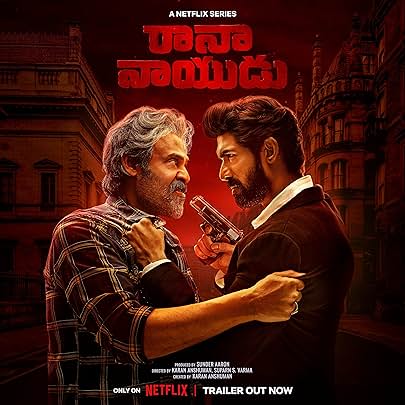 A NETFLIX SERIES
రానా
నాయుడు
PRODUCED BY SUNDER AARON
DIRECTED BY KARAN ANSHUMAN, SUPARN S. VARMA
CREATED BY KARAN ANSHUMAN
ONLY ON NETFLIX | TRAILER OUT NOW